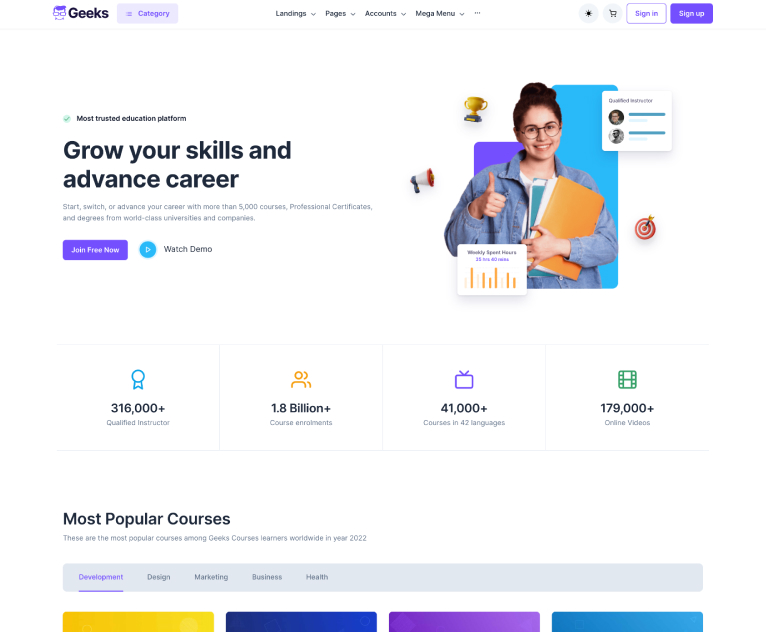 Geeks
Category
Landings
Pages
Accounts
Mega Menu
...
Sign in
Sign up
Most trusted education platform
Grow your skills and
advance career
Start, switch, or advance your career with more than 5,000 courses, Professional Certificates,
and degrees from world-class universities and companies.
Join Free Now
Watch Demo
Qualified Instructor
Weekly Spent Hours
35 hrs 40 mins
316,000+
Qualified Instructor
1.8 Billion+
Course enrolments
41,000+
Courses in 42 languages
179,000+
Online Videos
Most Popular Courses
These are the most popular courses among Geeks Courses learners worldwide in year 2022
Development
Design
Marketing
Business
Health